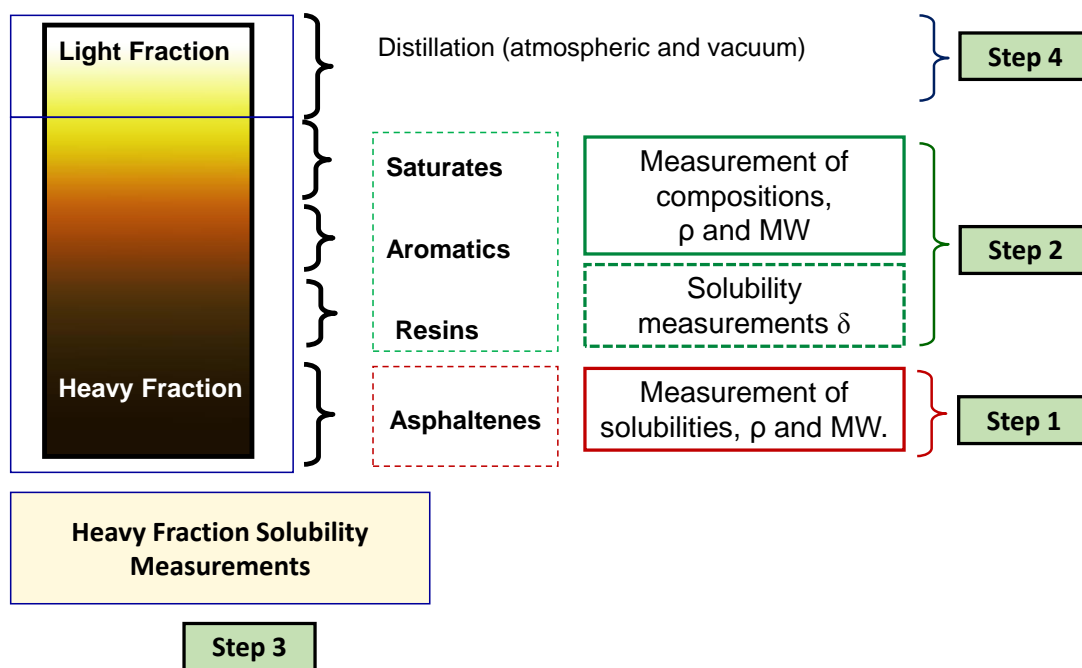 Light Fraction
Distillation (atmospheric and vacuum)
Step 4
Saturates
Aromatics
Resins
Measurement of
compositions,
ρ and MW
Solubility
measurements δ
Step 2
Heavy Fraction
Asphaltenes
Measurement of
solubilities, ρ and MW.
Step 1
Heavy Fraction Solubility
Measurements
Step 3